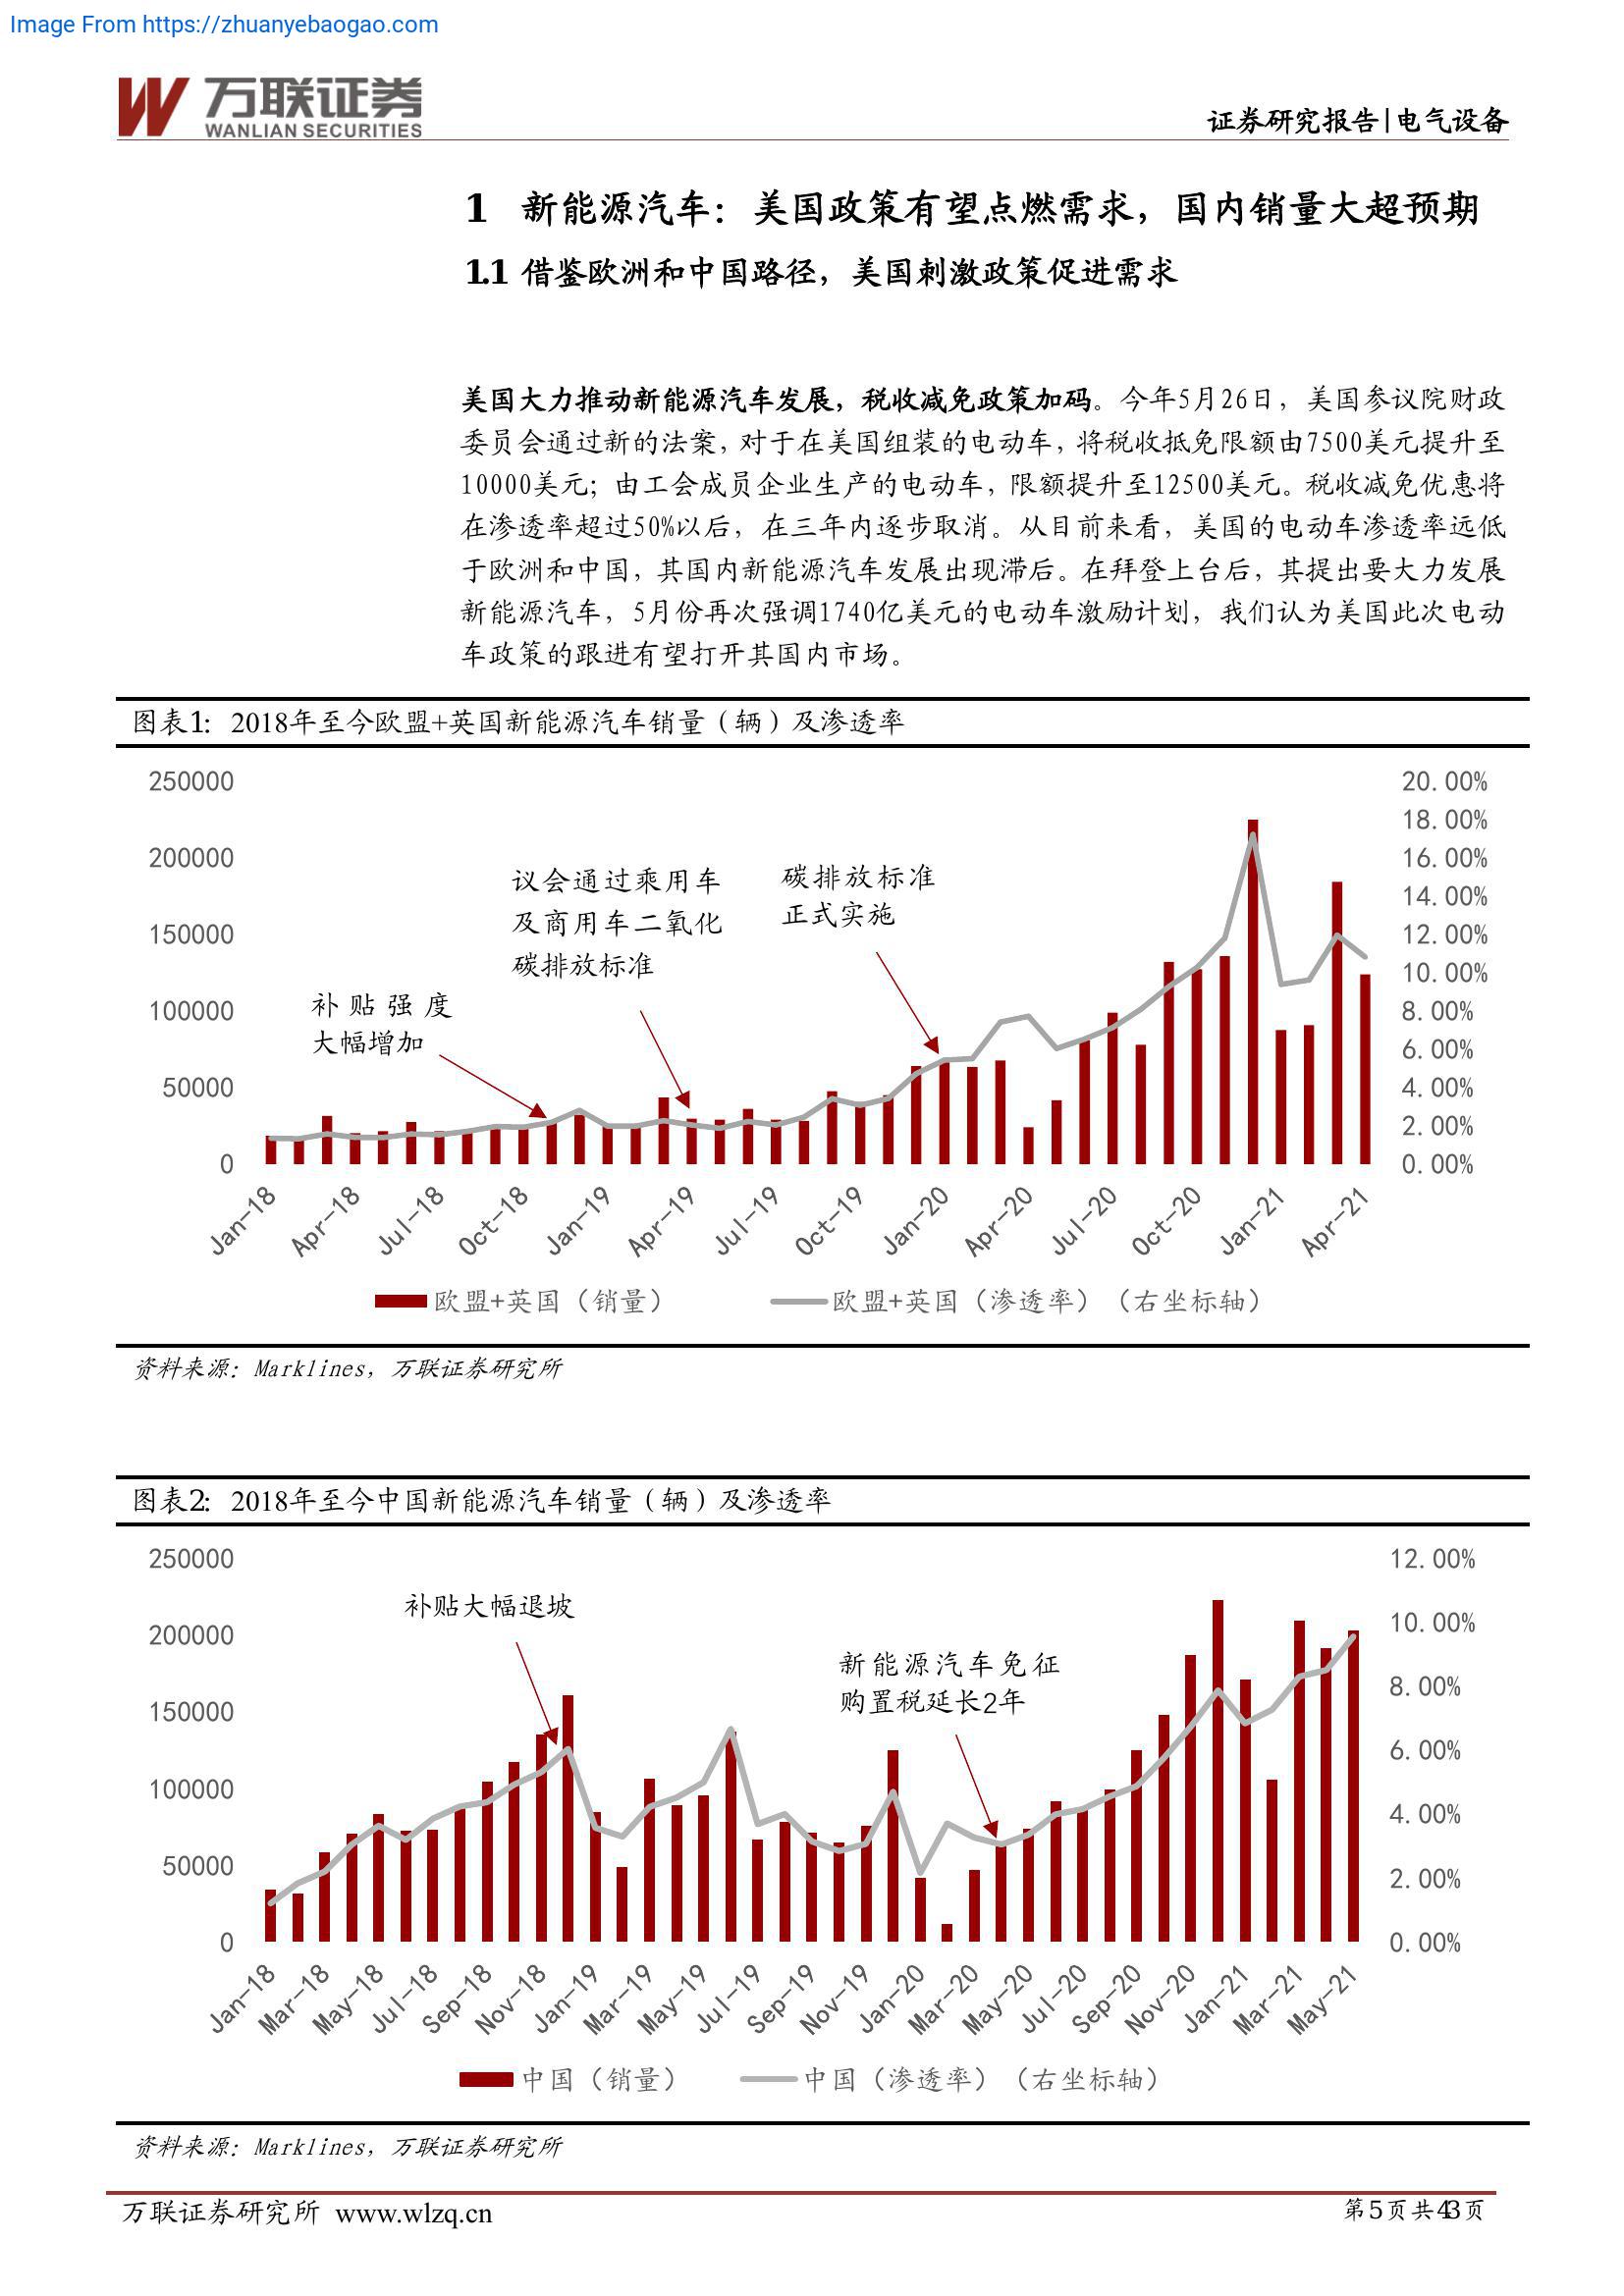 Image From https://zhuanyebaogao.com
万联证券
WANLIAN SECURITIES
证券研究报告|电气设备
1 新能源汽车：美国政策有望点燃需求，国内销量大超预期
1.1 借鉴欧洲和中国路径，美国刺激政策促进需求
美国大力推动新能源汽车发展，税收减免政策加码。今年5月26日，美国参议院财政
委员会通过新的法案，对于在美国组装的电动车，将税收抵免限额由7500美元提升至
10000美元；由工会成员企业生产的电动车，限额提升至12500美元。税收减免优惠将
在渗透率超过50%以后，在三年内逐步取消。从目前来看，美国的电动车渗透率远低
于欧洲和中国，其国内新能源汽车发展出现滞后。在拜登上台后，其提出要大力发展
新能源汽车，5月份再次强调1740亿美元的电动车激励计划，我们认为美国此次电动
车政策的跟进有望打开其国内市场。
图表1：2018年至今欧盟+英国新能源汽车销量（辆）及渗透率
250000
200000
150000
100000
50000
0
20.00%
18.00%
16.00%
14.00%
12.00%
10.00%
8.00%
6.00%
4.00%
2.00%
0.00%
补贴强度
大幅增加
议会通过乘用车
及商用车二氧化
碳排放标准
碳排放标准
正式实施
Jan-18
Apr-18
Jul-18
Oct-18
Jan-19
Apr-19
Jul-19
Oct-19
Jan-20
Apr-20
Jul-20
Oct-20
Jan-21
Apr-21
欧盟+英国（销量）
欧盟+英国（渗透率）（右坐标轴）
资料来源：Marklines，万联证券研究所
图表2：2018年至今中国新能源汽车销量（辆）及渗透率
250000
200000
150000
100000
50000
0
12.00%
10.00%
8.00%
6.00%
4.00%
2.00%
0.00%
补贴大幅退坡
新能源汽车免征
购置税延长2年
Jan-18
Mar-18
May-18
Jul-18
Sep-18
Nov-18
Jan-19
Mar-19
May-19
Jul-19
Sep-19
Nov-19
Jan-20
Mar-20
May-20
Jul-20
Sep-20
Nov-20
Jan-21
Mar-21
May-21
中国（销量）
中国（渗透率）（右坐标轴）
资料来源：Marklines，万联证券研究所
万联证券研究所 www.wlzq.cn
第5页共43页